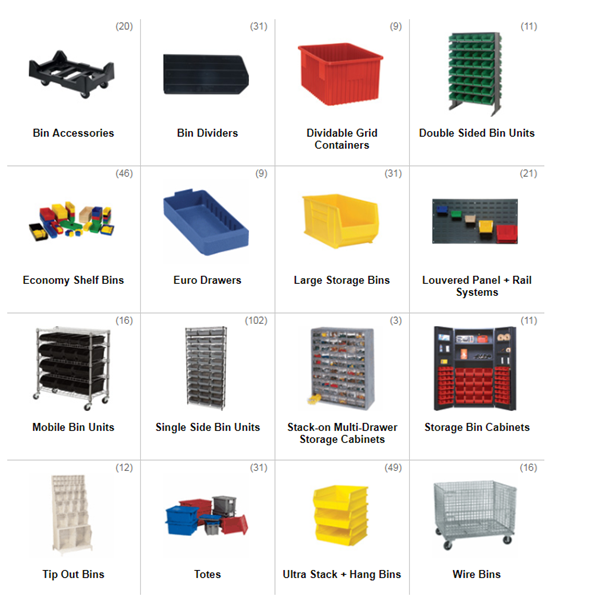 (20)
(31)
(9)
(11)
Bin Accessories
Bin Dividers
Dividable Grid
Containers
Double Sided Bin Units
(46)
(9)
(31)
(21)
Economy Shelf Bins
Euro Drawers
Large Storage Bins
Louvered Panel + Rail
Systems
(16)
(102)
(3)
(11)
Mobile Bin Units
Single Side Bin Units
Stack-on Multi-Drawer
Storage Cabinets
Storage Bin Cabinets
(12)
(31)
(49)
(16)
Tip Out Bins
Totes
Ultra Stack + Hang Bins
Wire Bins